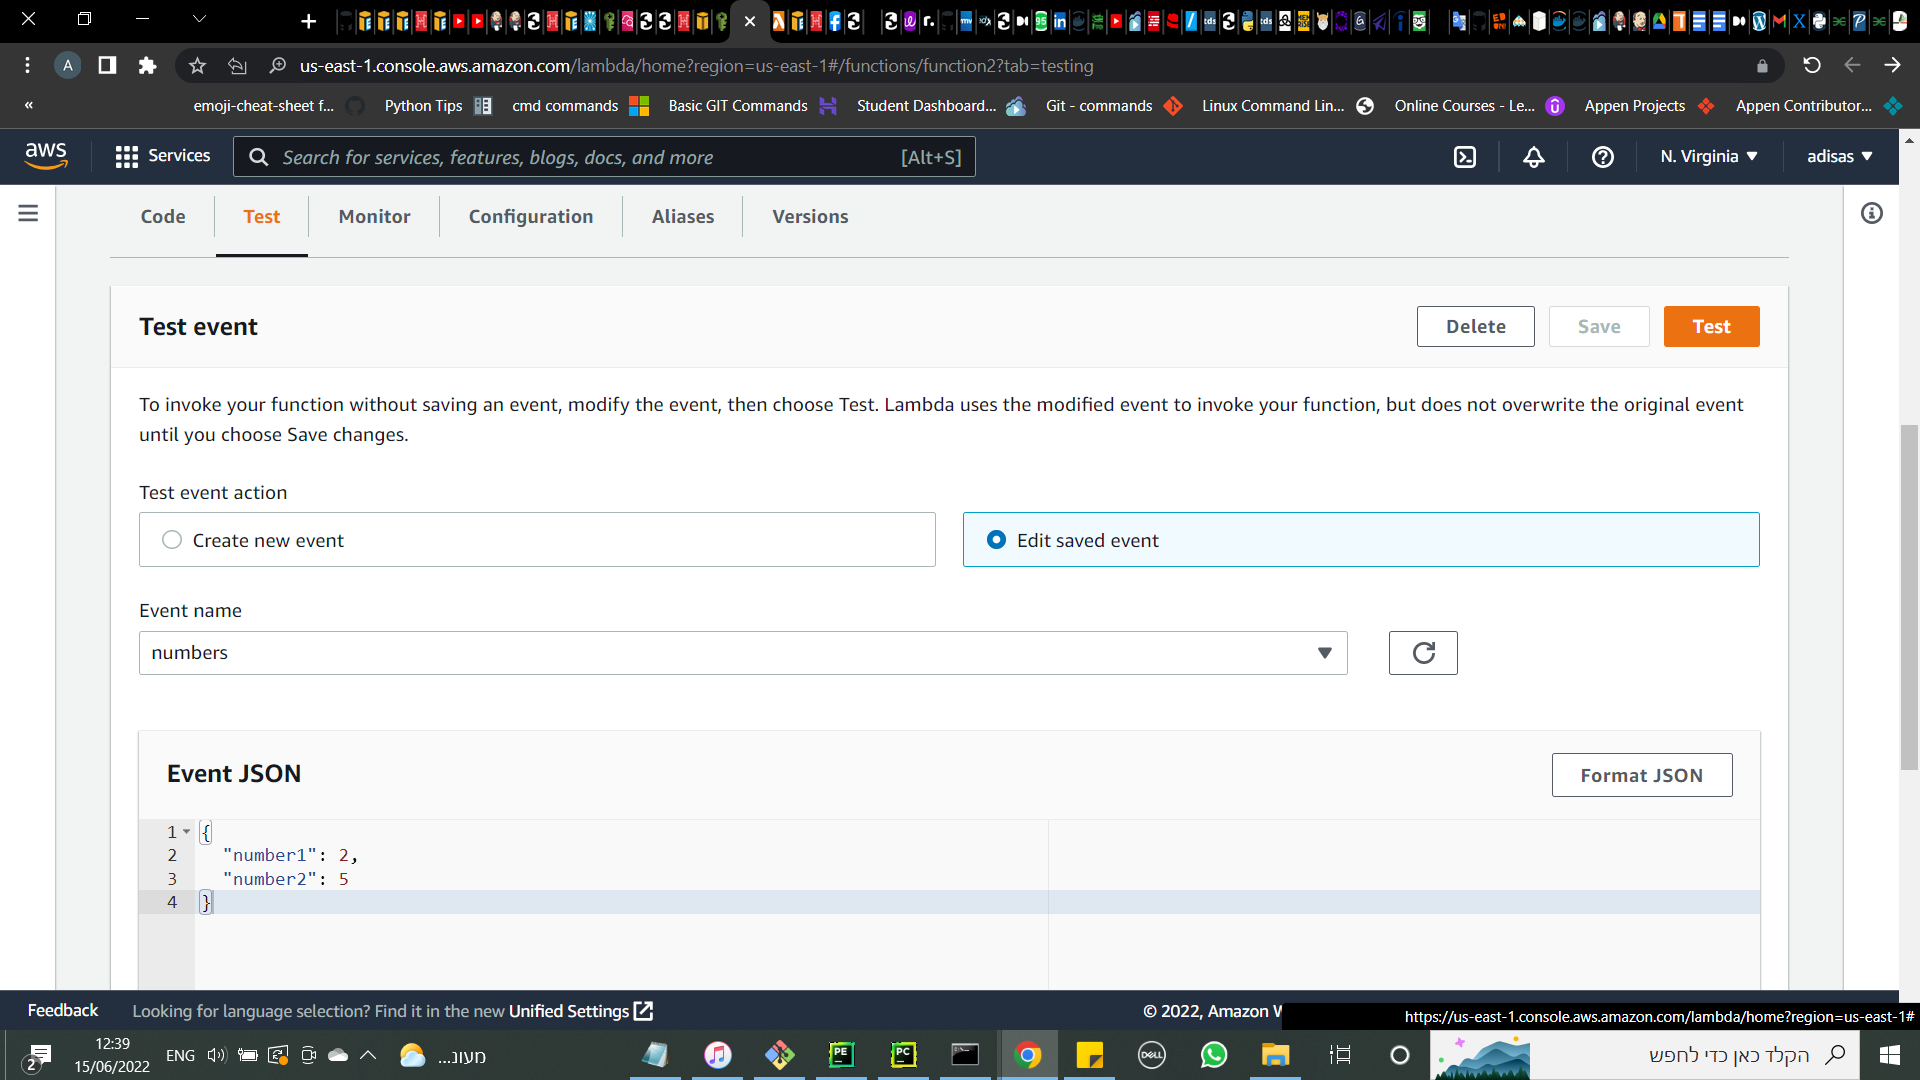 us-east-1.console.aws.amazon.com/lambda/home?region=us-east-1#/functions/function2?tab=testing
A
«
emoji-cheat-sheet f...
Python Tips
cmd commands
Basic GIT Commands
Student Dashboard...
Git - commands
Linux Command Lin...
Online Courses - Le...
Appen Projects
Appen Contributor...
aws
Services
Search for services, features, blogs, docs, and more
[Alt+S]
N. Virginia
adisas
Code
Test
Monitor
Configuration
Aliases
Versions
Test event
Delete
Save
Test
To invoke your function without saving an event, modify the event, then choose Test. Lambda uses the modified event to invoke your function, but does not overwrite the original event
until you choose Save changes.
Test event action
Create new event
Edit saved event
Event name
numbers
Event JSON
Format JSON
1 {
2 "number1": 2,
3 "number2": 5
4 }
Feedback
Looking for language selection? Find it in the new Unified Settings
© 2022, Amazon
https://us-east-1.console.aws.amazon.com/lambda/home?region=us-east-1#
2
12:39
15/06/2022
ENG
מעונ...
PE
PC
DELL
הקלד כאן כדי לחפש